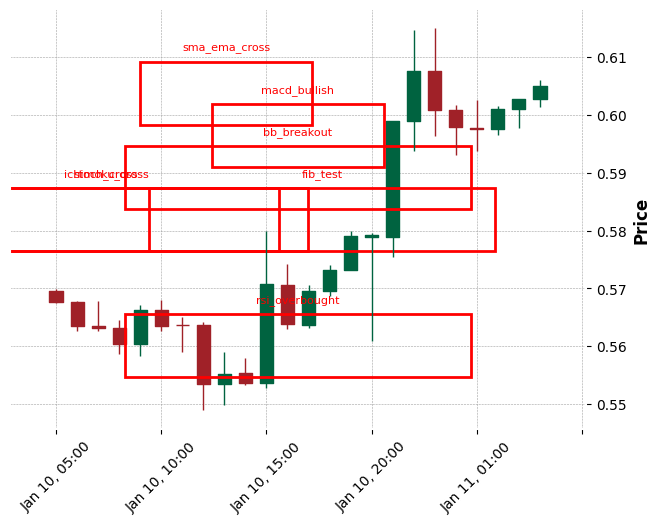 sma_ema_cross
macd_bullish
bb_breakout
fib_test
0.61
0.60
0.59
0.58
0.57
0.56
0.55
Price
Jan 10, 05:00
Jan 10, 10:00
Jan 10, 15:00
Jan 10, 20:00
Jan 11, 01:00